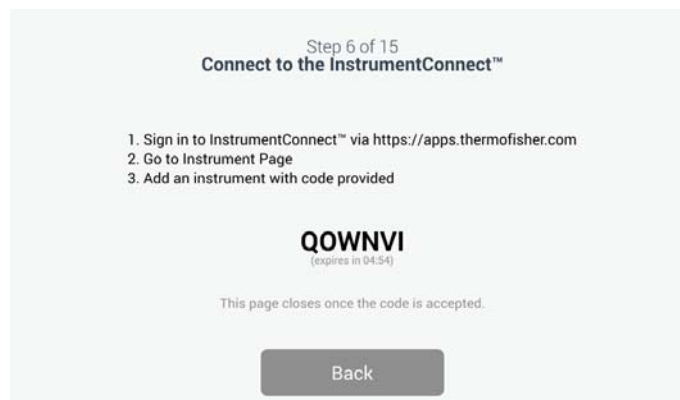 Step 6 of 15
Connect to the InstrumentConnect™
1. Sign in to InstrumentConnect™ via https://apps.thermofisher.com
2. Go to Instrument Page
3. Add an instrument with code provided
QOWNVI
(expires in 04:54)
This page closes once the code is accepted.
Back